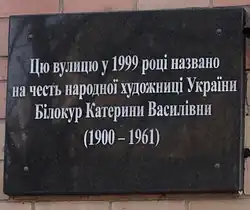 Цю вулицю у 1999 році названо
на честь народної художниці України
Білокур Катерини Василівни
(1900 – 1961)